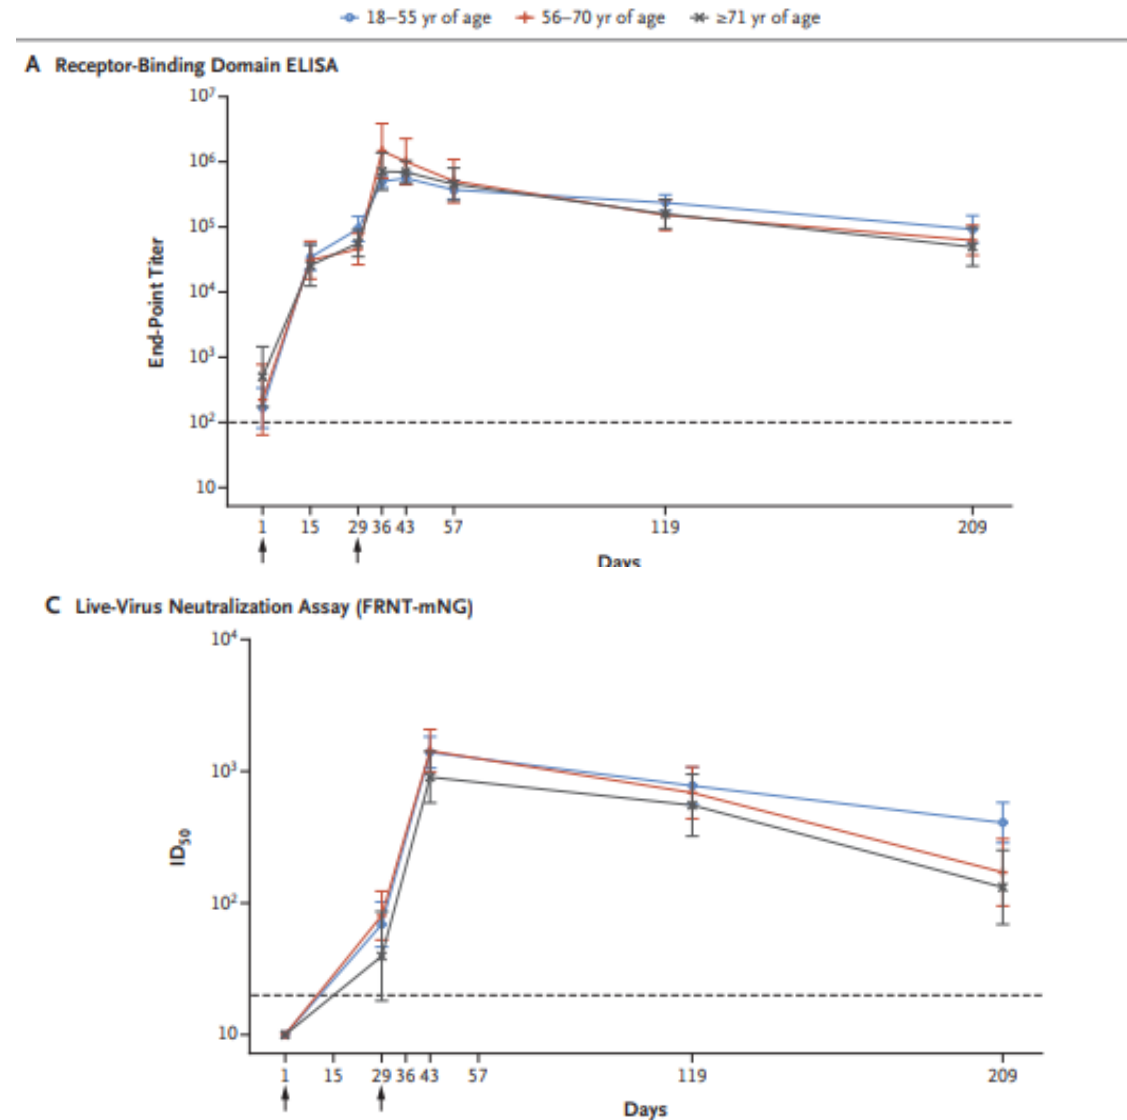 18–55 yr of age 56–70 yr of age ≥71 yr of age
A Receptor-Binding Domain ELISA
10⁷
10⁶
10⁵
10⁴
10³
10²
10
End-Point Titer
1 15 29 36 43 57 119 209
Days
C Live-Virus Neutralization Assay (FRNT-mNG)
10⁴
10³
10²
10
ID₅₀
1 15 29 36 43 57 119 209
Days